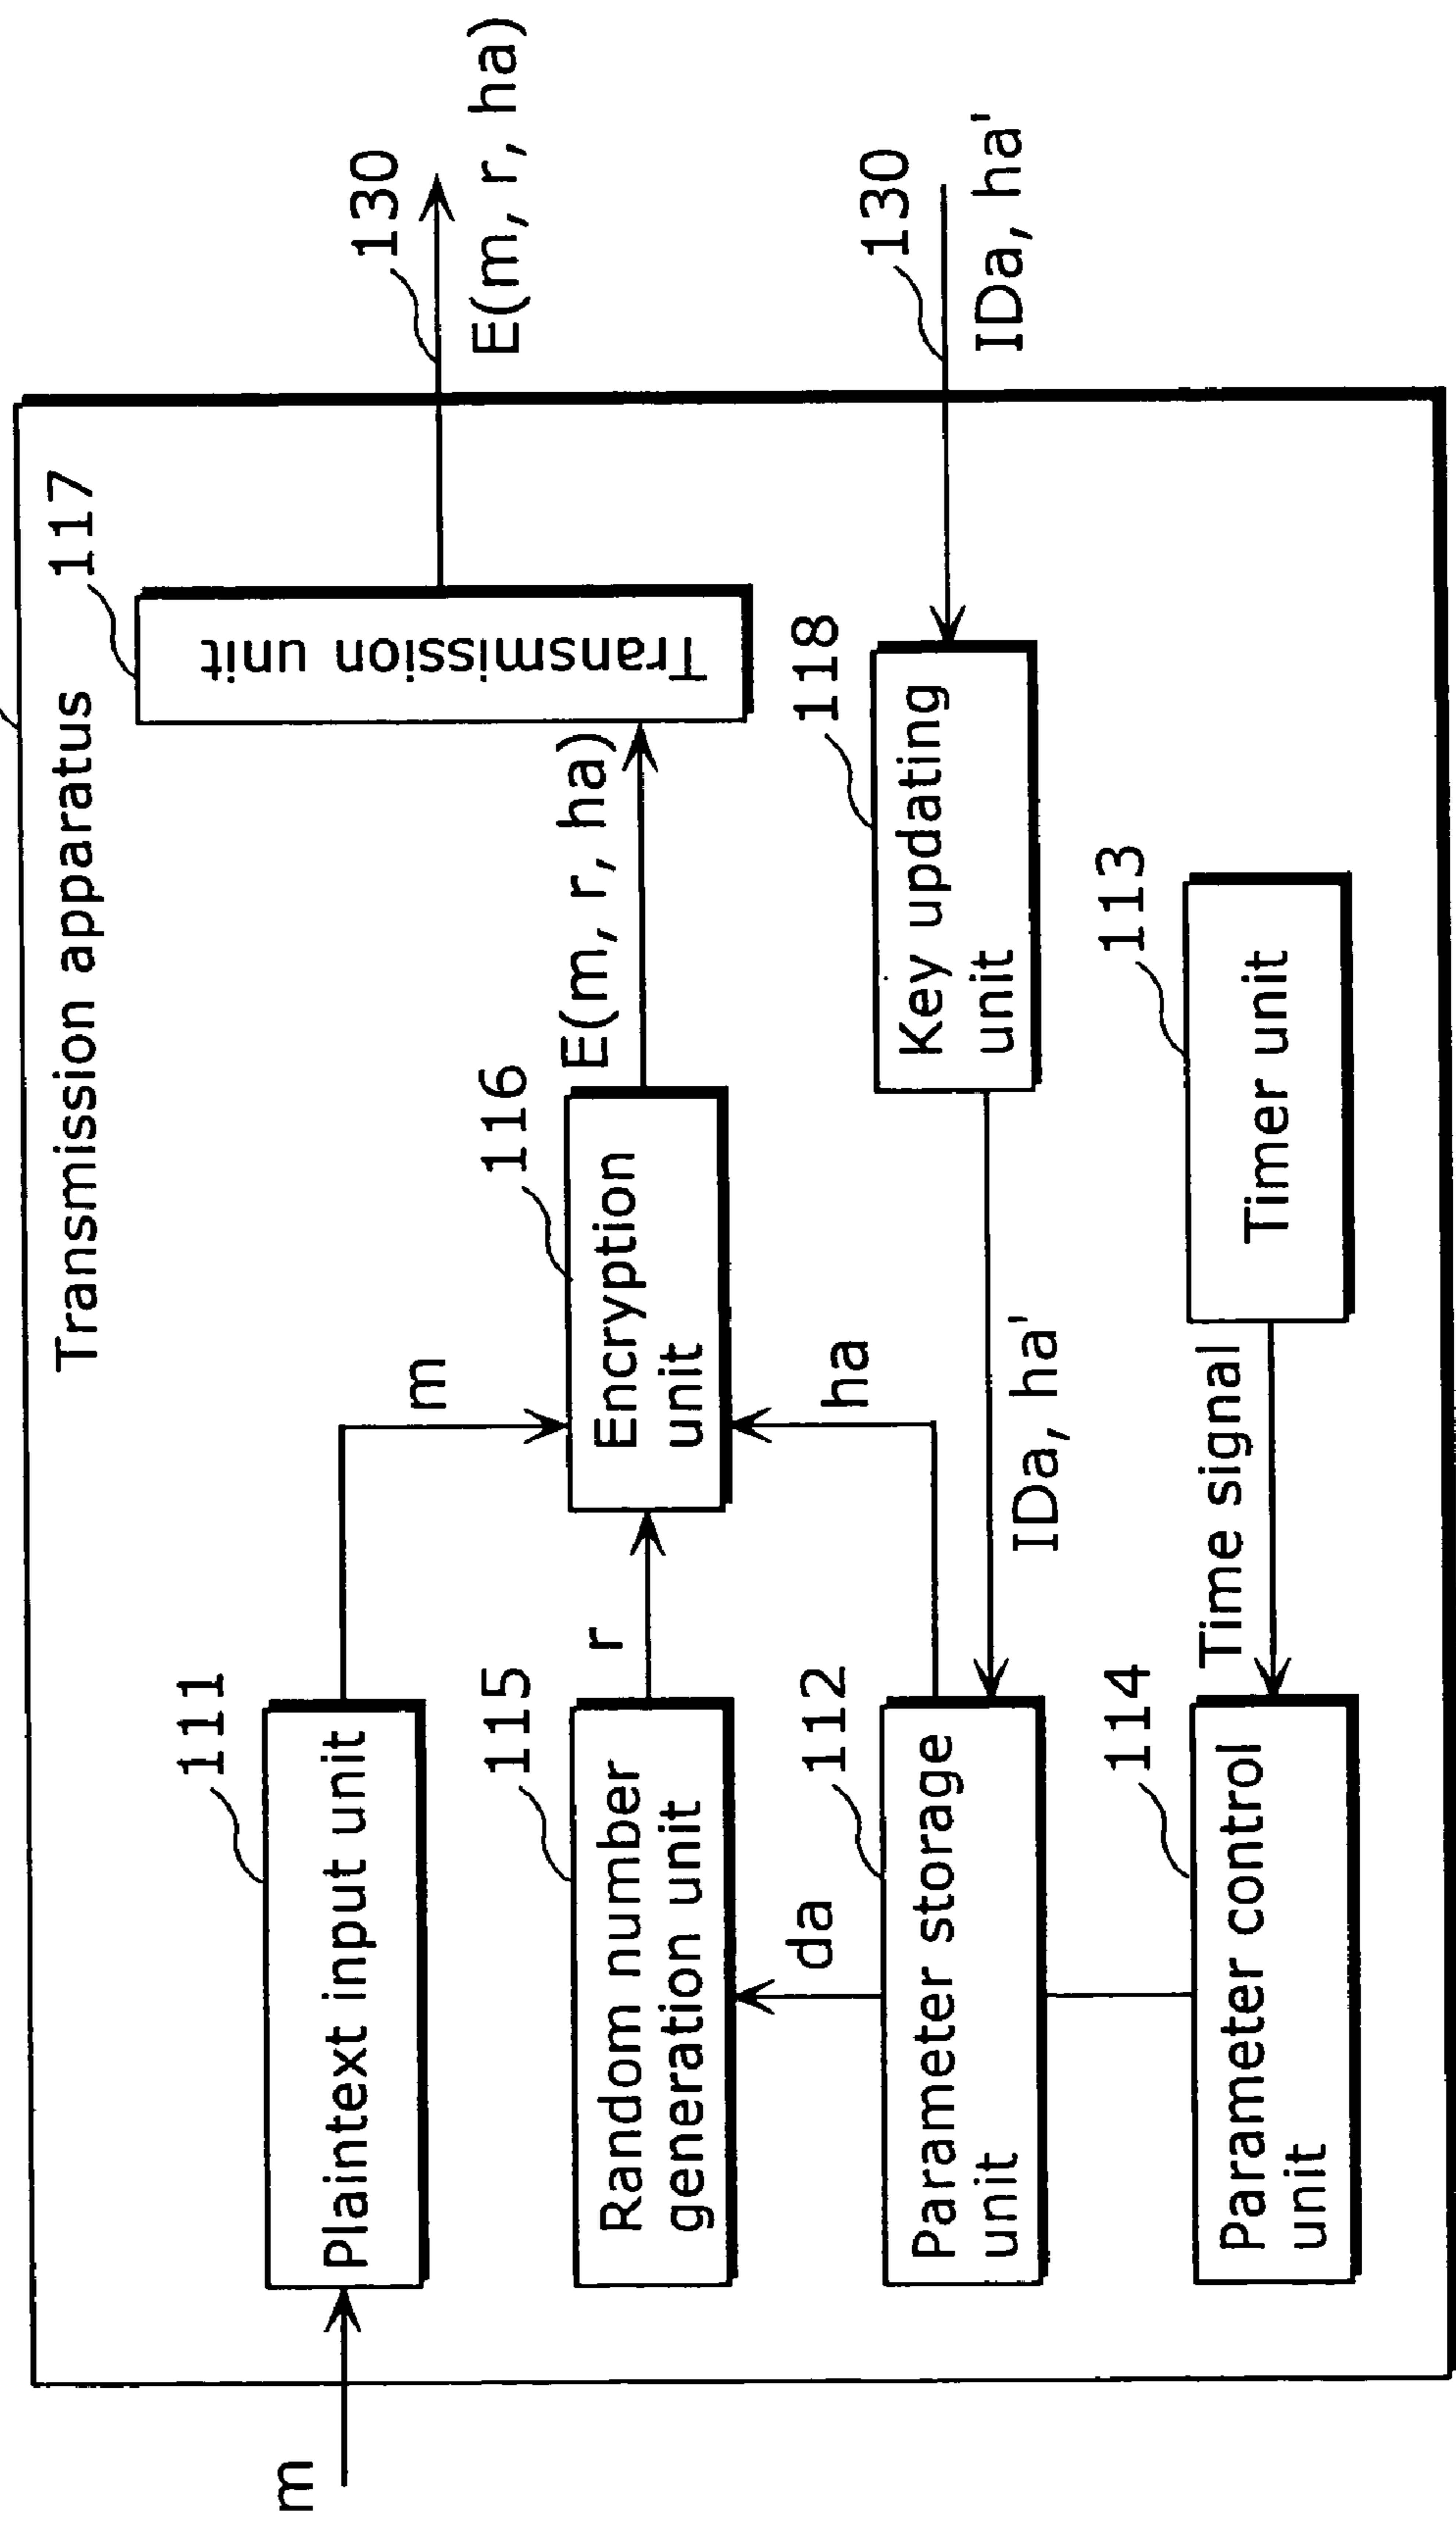 Transmission apparatus
117
130
E(m, r, ha)
Transmission unit
111
m
Plaintext input unit
m
116
E(m, r, ha)
115
r
Encryption
unit
Random number
generation unit
118
130
IDa, ha'
Key updating
unit
112
da
ha
Parameter storage
unit
IDa, ha'
113
114
Time signal
Timer unit
Parameter control
unit